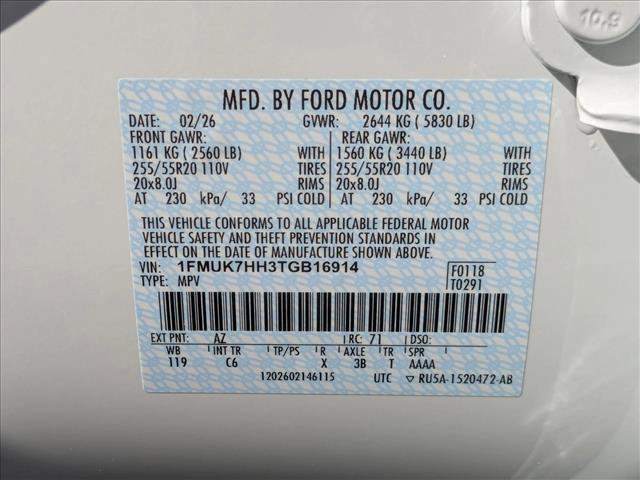 10.9
MFD. BY FORD MOTOR CO.
DATE: 02/26 GVWR: 2644 KG ( 5830 LB)
FRONT GAWR: REAR GAWR:
1161 KG ( 2560 LB) WITH 1560 KG ( 3440 LB) WITH
255/55R20 110V TIRES 255/55R20 110V TIRES
20x8.0J RIMS 20x8.0J RIMS
AT 230 kPa/ 33 PSI COLD AT 230 kPa/ 33 PSI COLD
THIS VEHICLE CONFORMS TO ALL APPLICABLE FEDERAL MOTOR
VEHICLE SAFETY AND THEFT PREVENTION STANDARDS IN
EFFECT ON THE DATE OF MANUFACTURE SHOWN ABOVE.
VIN: 1FMUK7HH3TGB16914 F0118
TYPE: MPV T0291
EXT PNT: AZ RC: 71 DSO:
WB INT TR TP/PS R AXLE TR SPR
119 C6 X 3B T AAAA
1202602146115 UTC ▽ RU5A-1520472-AB